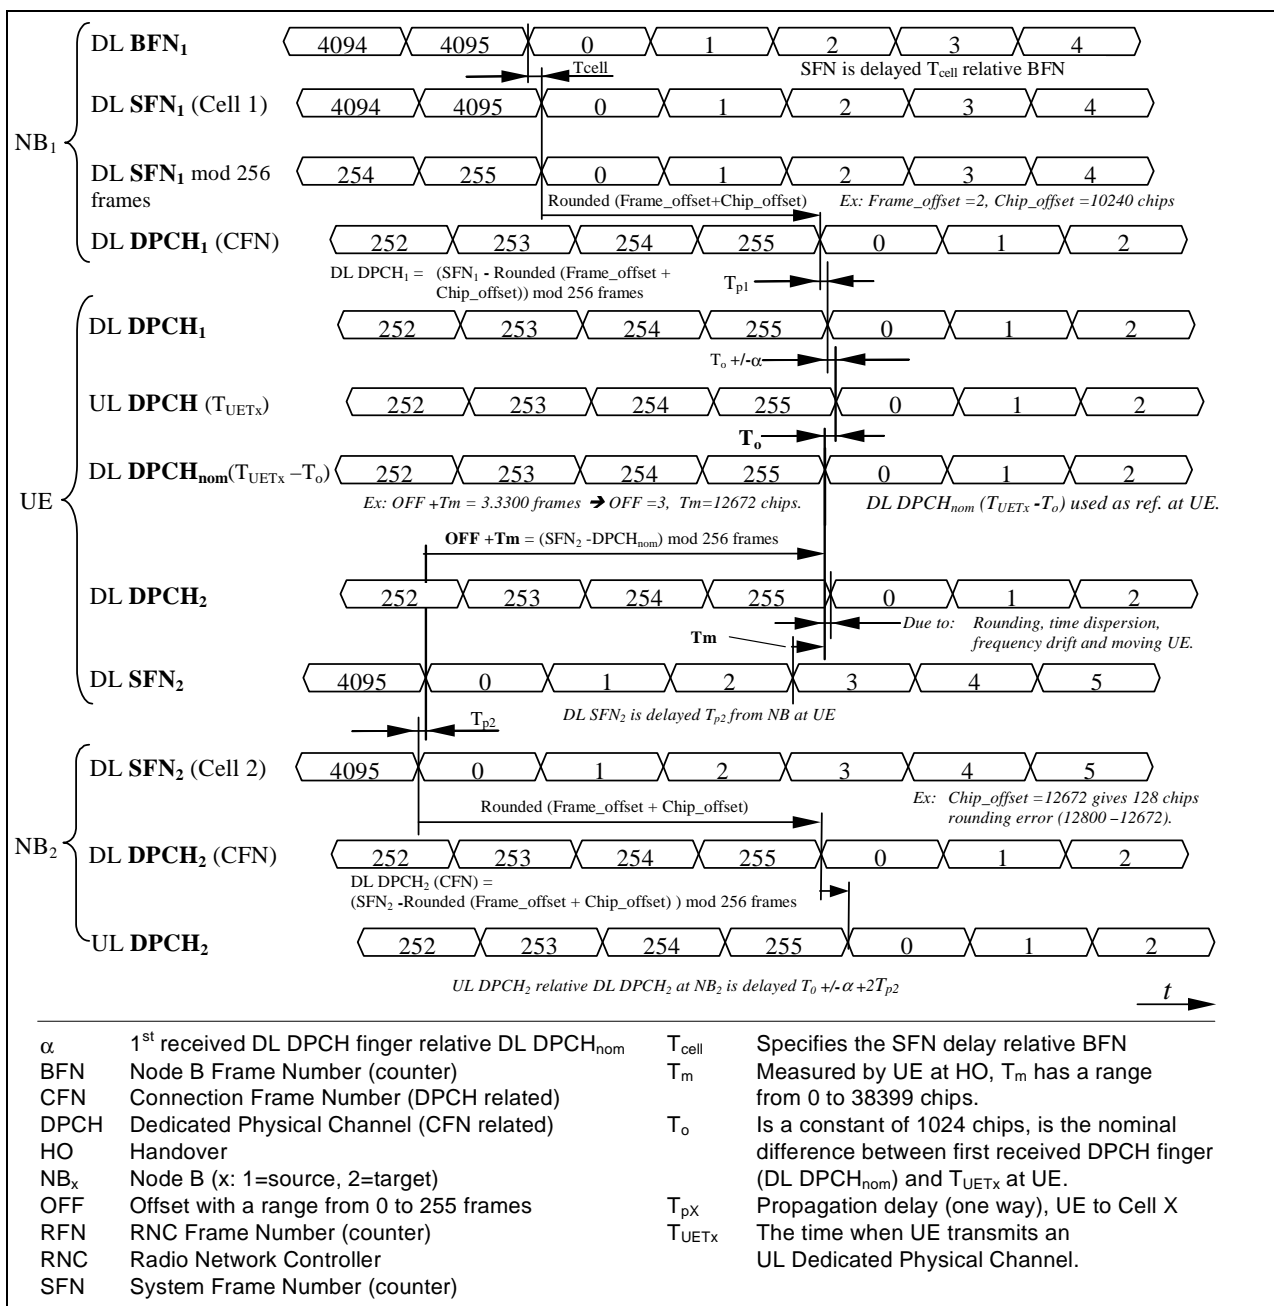 DL BFN1 4094 4095 0 1 2 3 4
Tcell SFN is delayed Tcell relative BFN
DL SFN1 (Cell 1) 4094 4095 0 1 2 3 4
NB1
DL SFN1 mod 256 254 255 0 1 2 3 4
frames
Rounded (Frame_offset+Chip_offset) Ex: Frame_offset =2, Chip_offset =10240 chips
DL DPCH1 (CFN) 252 253 254 255 0 1 2
DL DPCH1 = (SFN1 - Rounded (Frame_offset +
Chip_offset)) mod 256 frames
Tp1
DL DPCH1 252 253 254 255 0 1 2
To +/-α
UL DPCH (TUETx) 252 253 254 255 0 1 2
To
DL DPCHnom(TUETx –To) 252 253 254 255 0 1 2
UE
Ex: OFF +Tm = 3.3300 frames ➔ OFF =3, Tm=12672 chips.
DL DPCHnom (TUETx -To) used as ref. at UE.
OFF +Tm = (SFN2 -DPCHnom) mod 256 frames
DL DPCH2 252 253 254 255 0 1 2
Due to: Rounding, time dispersion,
frequency drift and moving UE.
Tm
DL SFN2 4095 0 1 2 3 4 5
DL SFN2 is delayed Tp2 from NB at UE
Tp2
DL SFN2 (Cell 2) 4095 0 1 2 3 4 5
Rounded (Frame_offset + Chip_offset)
Ex: Chip_offset =12672 gives 128 chips
rounding error (12800 –12672).
NB2
DL DPCH2 (CFN) 252 253 254 255 0 1 2
DL DPCH2 (CFN) =
(SFN2 -Rounded (Frame_offset + Chip_offset) ) mod 256 frames
UL DPCH2 252 253 254 255 0 1 2
UL DPCH2 relative DL DPCH2 at NB2 is delayed T0 +/-α +2Tp2
t
α 1st received DL DPCH finger relative DL DPCHnom
BFN Node B Frame Number (counter)
CFN Connection Frame Number (DPCH related)
DPCH Dedicated Physical Channel (CFN related)
HO Handover
NBx Node B (x: 1=source, 2=target)
OFF Offset with a range from 0 to 255 frames
RFN RNC Frame Number (counter)
RNC Radio Network Controller
SFN System Frame Number (counter)
Tcell Specifies the SFN delay relative BFN
Tm Measured by UE at HO, Tm has a range
from 0 to 38399 chips.
To Is a constant of 1024 chips, is the nominal
difference between first received DPCH finger
(DL DPCHnom) and TUETx at UE.
TpX Propagation delay (one way), UE to Cell X
TUETx The time when UE transmits an
UL Dedicated Physical Channel.